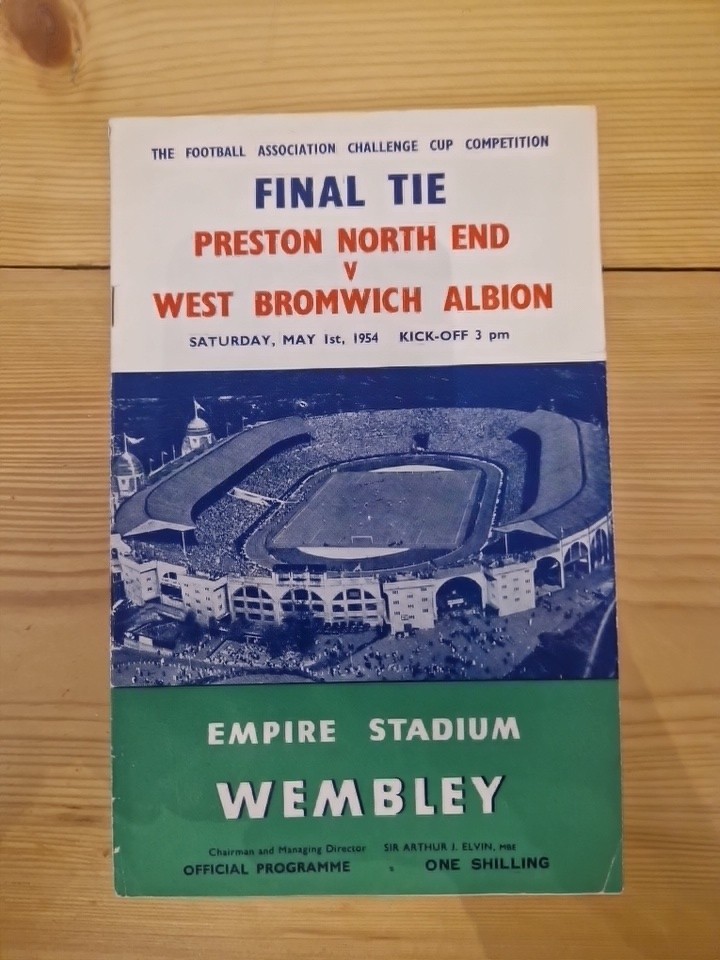 THE FOOTBALL ASSOCIATION CHALLENGE CUP COMPETITION
FINAL TIE
PRESTON NORTH END
V
WEST BROMWICH ALBION
SATURDAY, MAY 1st, 1954 KICK-OFF 3 pm
EMPIRE STADIUM
WEMBLEY
Chairman and Managing Director SIR ARTHUR J. ELVIN, MBE
OFFICIAL PROGRAMME ONE SHILLING